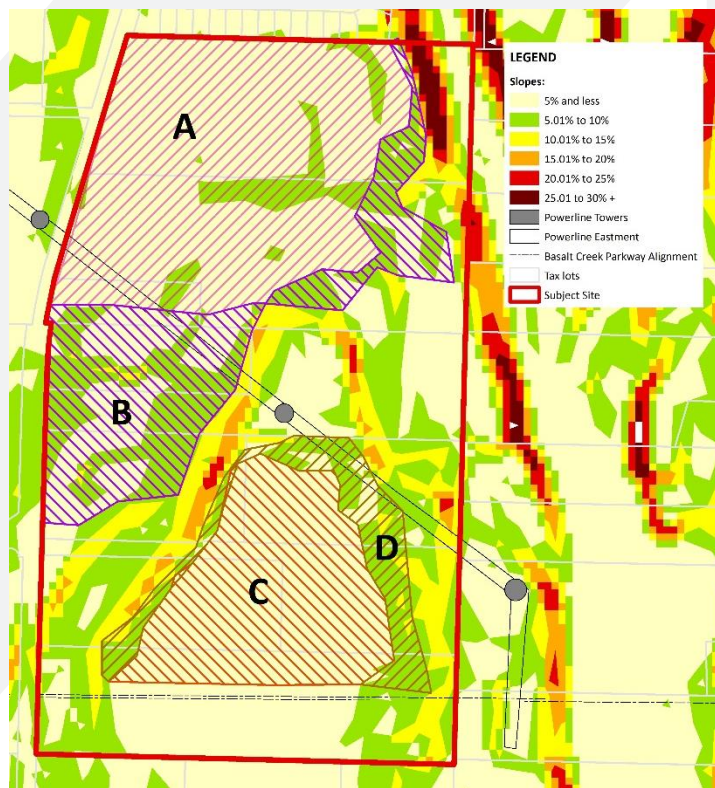 LEGEND
Slopes:
5% and less
5.01% to 10%
10.01% to 15%
15.01% to 20%
20.01% to 25%
25.01 to 30% +
Powerline Towers
Powerline Eastment
Basalt Creek Parkway Alignment
Tax lots
Subject Site
A
B
D
C